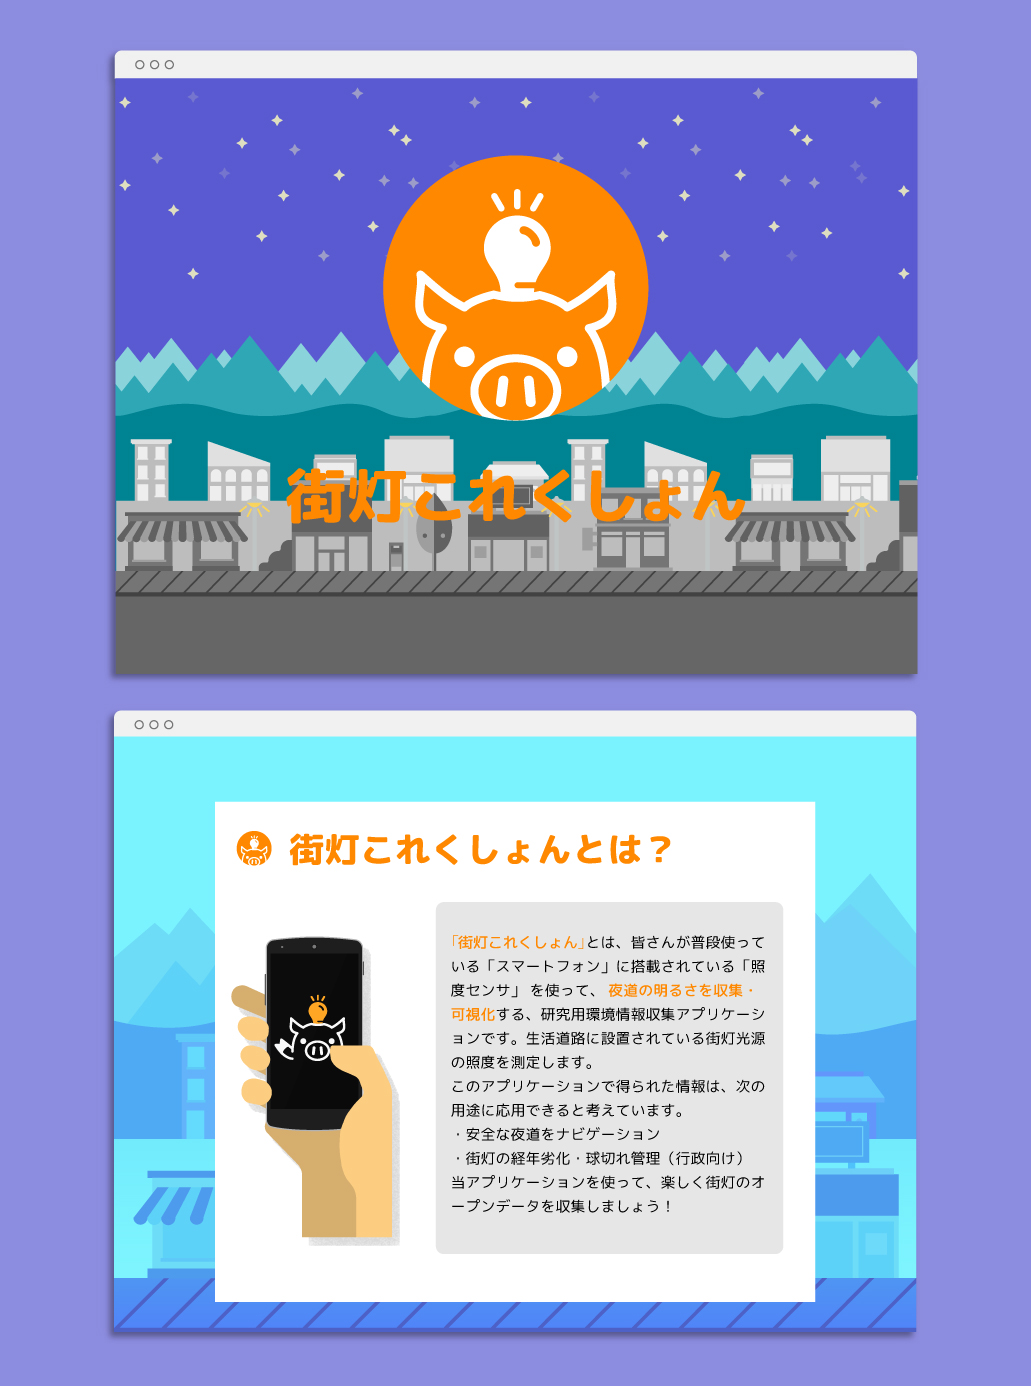 街灯これくしょん
街灯これくしょんとは？
「街灯これくしょん」とは、皆さんが普段使って
いる「スマートフォン」に搭載されている「照
度センサ」 を使って、 夜道の明るさを収集・
可視化する、研究用環境情報収集アプリケーシ
ョンです。生活道路に設置されている街灯光源
の照度を測定します。
このアプリケーションで得られた情報は、次の
用途に応用できると考えています。
・安全な夜道をナビゲーション
・街灯の経年劣化・球切れ管理（行政向け）
当アプリケーションを使って、楽しく街灯のオ
ープンデータを収集しましょう！